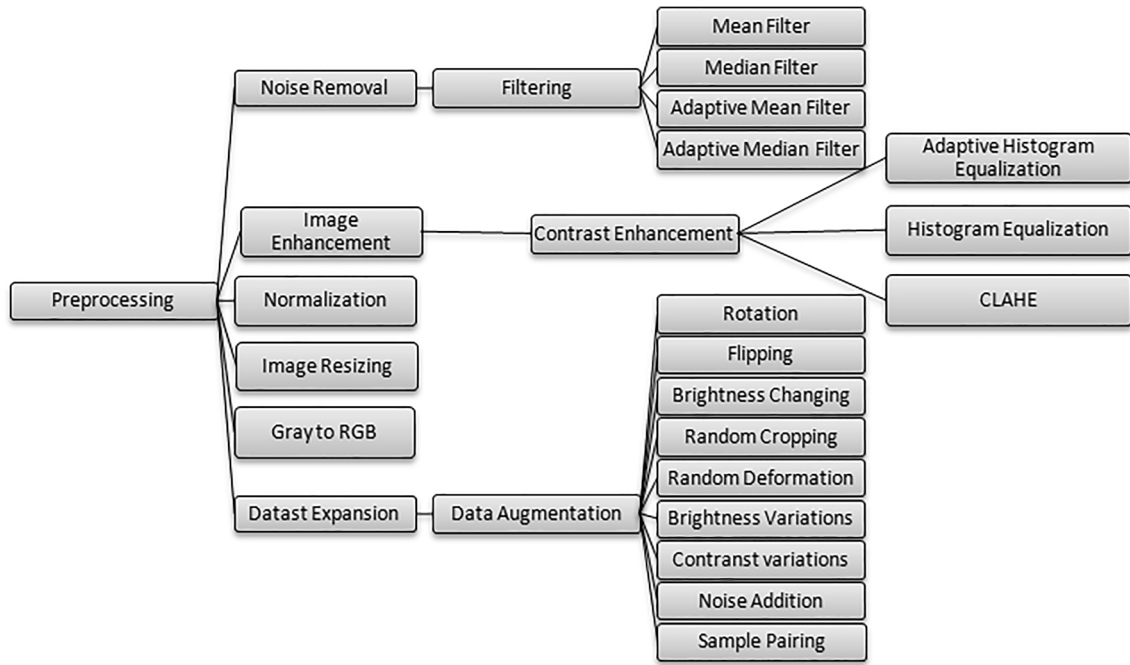 Preprocessing
Noise Removal
Filtering
Mean Filter
Median Filter
Adaptive Mean Filter
Adaptive Median Filter
Image
Enhancement
Contrast Enhancement
Adaptive Histogram
Equalization
Histogram Equalization
CLAHE
Normalization
Image Resizing
Gray to RGB
Datast Expansion
Data Augmentation
Rotation
Flipping
Brightness Changing
Random Cropping
Random Deformation
Brightness Variations
Contranst variations
Noise Addition
Sample Pairing